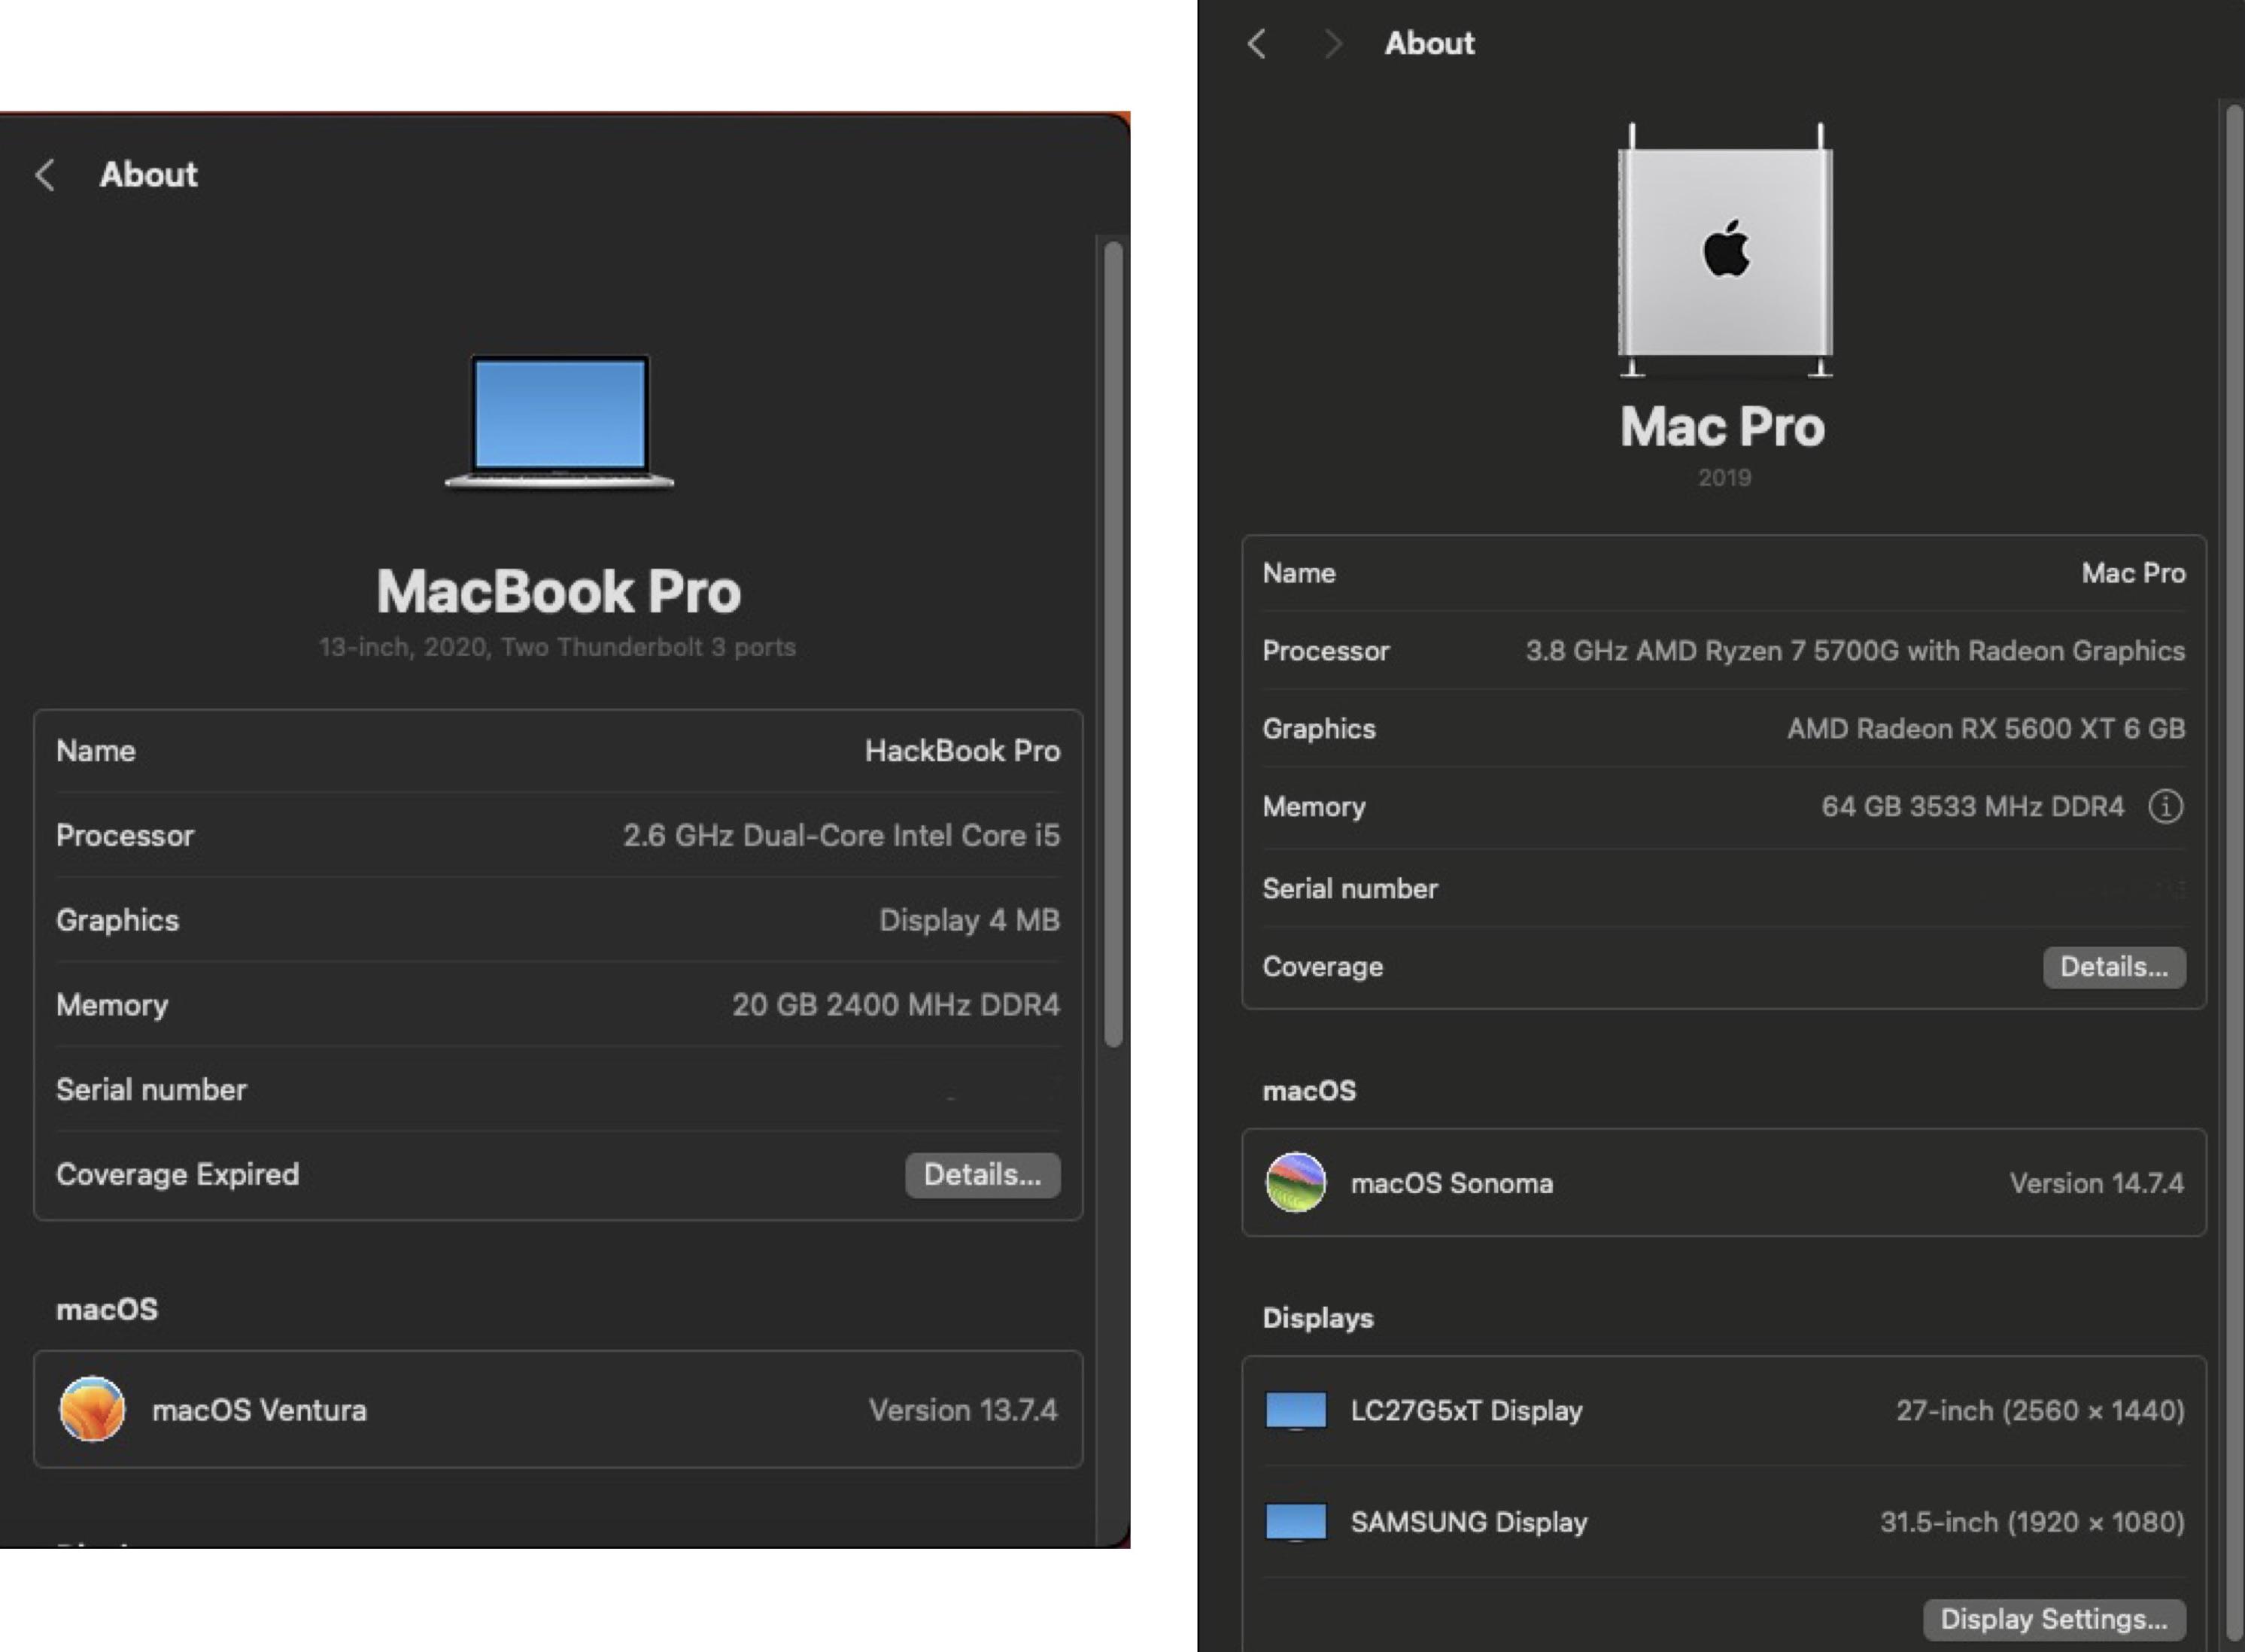 About
MacBook Pro
13-inch, 2020, Two Thunderbolt 3 ports
Name HackBook Pro
Processor 2.6 GHz Dual-Core Intel Core i5
Graphics Display 4 MB
Memory 20 GB 2400 MHz DDR4
Serial number
Coverage Expired Details...
macOS
macOS Ventura Version 13.7.4
About
Mac Pro
2019
Name Mac Pro
Processor 3.8 GHz AMD Ryzen 7 5700G with Radeon Graphics
Graphics AMD Radeon RX 5600 XT 6 GB
Memory 64 GB 3533 MHz DDR4
Serial number
Coverage Details...
macOS
macOS Sonoma Version 14.7.4
Displays
LC27G5xT Display 27-inch (2560 × 1440)
SAMSUNG Display 31.5-inch (1920 × 1080)
Display Settings...